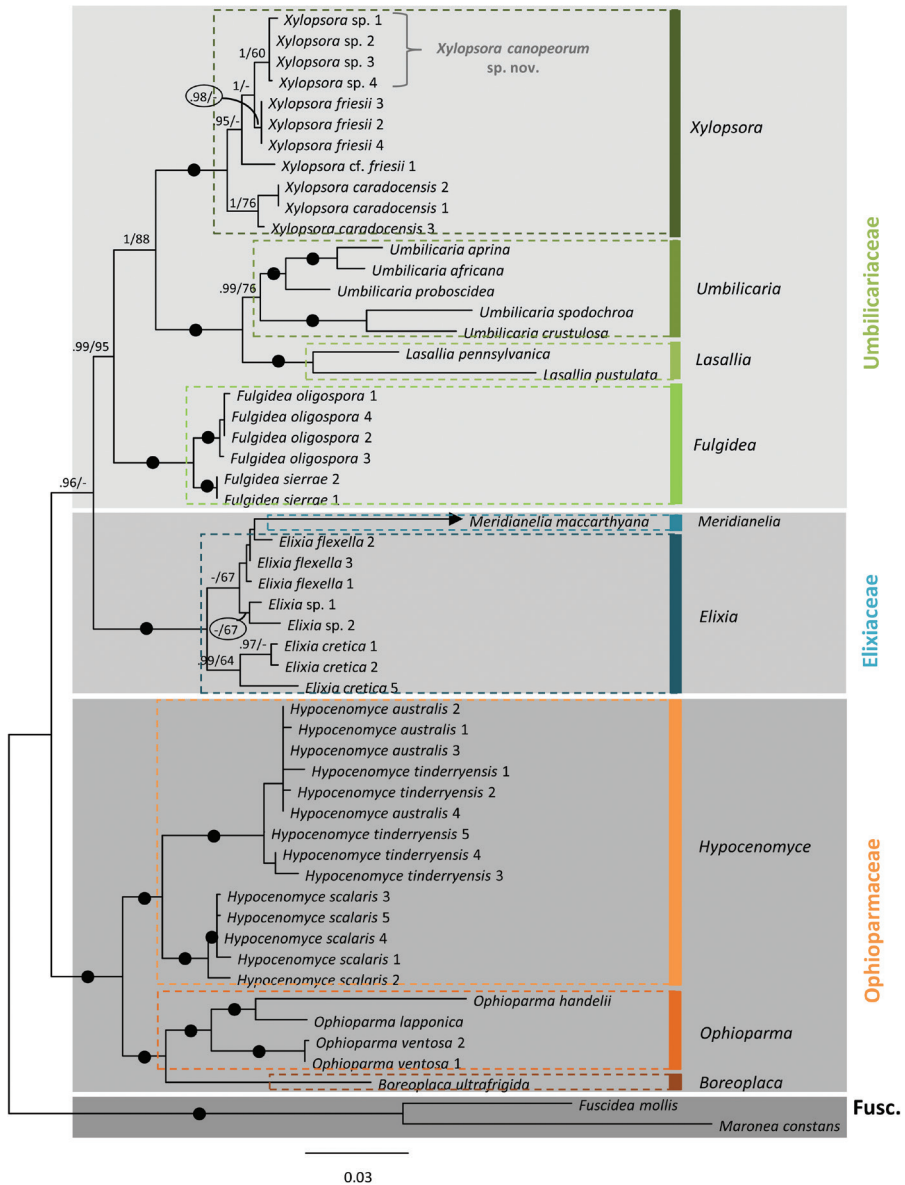 Xylopsora sp. 1
Xylopsora sp. 2
Xylopsora sp. 3
Xylopsora sp. 4
Xylopsora canopeorum
sp. nov.
1/60
1/-
.98/-
Xylopsora friesii 3
Xylopsora friesii 2
Xylopsora friesii 4
.95/-
Xylopsora cf. friesii 1
Xylopsora caradocensis 2
1/76
Xylopsora caradocensis 1
Xylopsora caradocensis 3
Xylopsora
1/88
Umbilicaria aprina
Umbilicaria africana
Umbilicaria proboscidea
.99/76
Umbilicaria spodochroa
Umbilicaria crustulosa
Umbilicaria
Lasallia pennsylvanica
Lasallia pustulata
Lasallia
.99/95
Fulgidea oligospora 1
Fulgidea oligospora 4
Fulgidea oligospora 2
Fulgidea oligospora 3
Fulgidea sierrae 2
Fulgidea sierrae 1
Fulgidea
Umbilicariaceae
.96/-
Meridianelia maccarthyana
Meridianelia
Elixia flexella 2
Elixia flexella 3
-/67
Elixia flexella 1
Elixia sp. 1
Elixia sp. 2
-/67
.97/-
Elixia cretica 1
.99/64
Elixia cretica 2
Elixia cretica 5
Elixia
Elixiaceae
Hypocenomyce australis 2
Hypocenomyce australis 1
Hypocenomyce australis 3
Hypocenomyce tinderryensis 1
Hypocenomyce tinderryensis 2
Hypocenomyce australis 4
Hypocenomyce tinderryensis 5
Hypocenomyce tinderryensis 4
Hypocenomyce tinderryensis 3
Hypocenomyce scalaris 3
Hypocenomyce scalaris 5
Hypocenomyce scalaris 4
Hypocenomyce scalaris 1
Hypocenomyce scalaris 2
Hypocenomyce
Ophioparma handelii
Ophioparma lapponica
Ophioparma ventosa 2
Ophioparma ventosa 1
Ophioparma
Boreoplaca ultrafrigida
Boreoplaca
Ophioparmaceae
Fuscidea mollis
Maronea constans
Fusc.
0.03